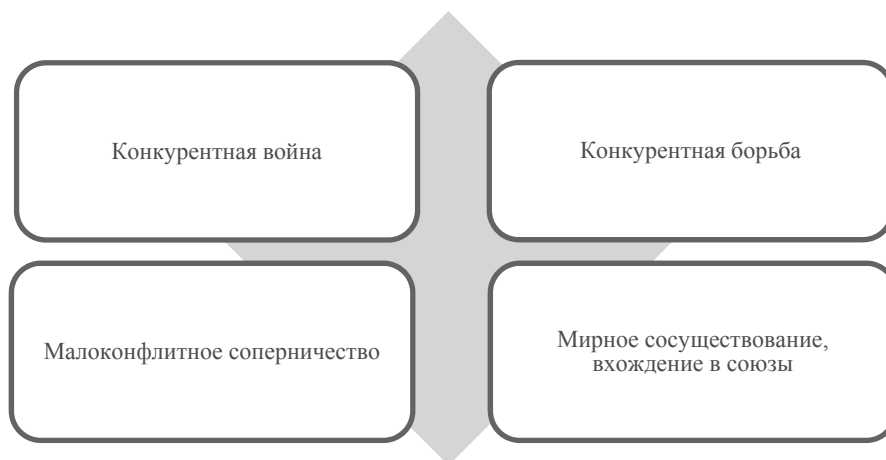 Конкурентная война
Конкурентная борьба
Малоконфлитное соперничество
Мирное сосуществование,
вхождение в союзы